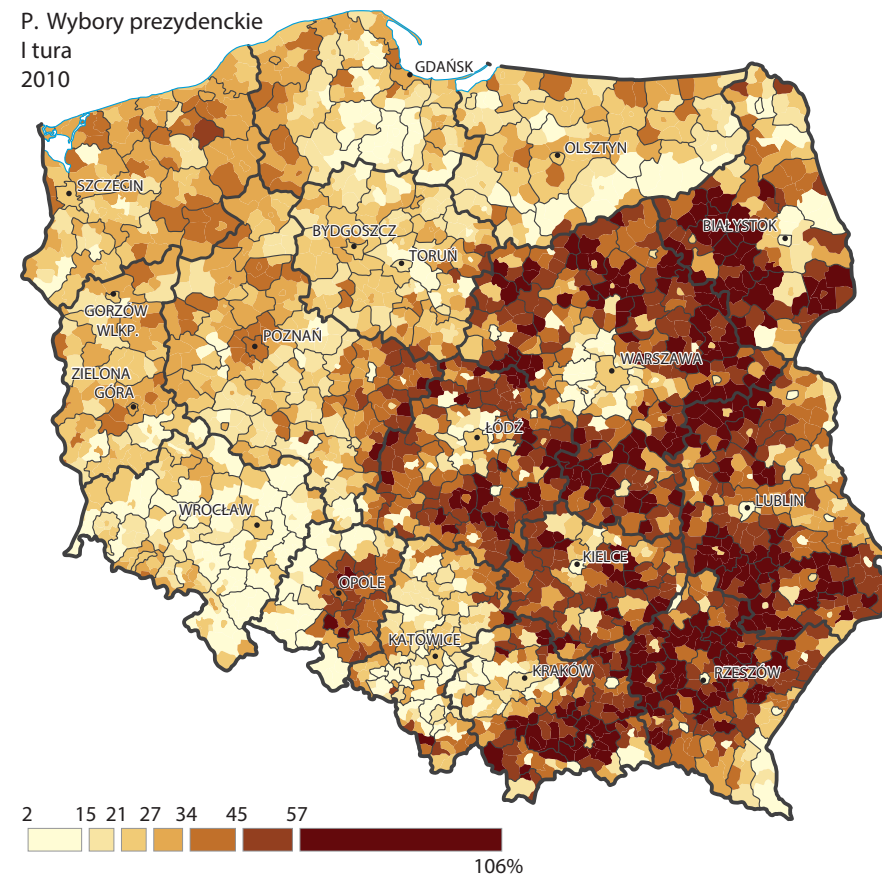 P. Wybory prezydenckie
I tura
2010
GDAŃSK
OLSZTYN
SZCZECIN
BIAŁYSTOK
BYDGOSZCZ
TORUŃ
GORZÓW
WLKP.
POZNAŃ
WARSZAWA
ZIELONA
GÓRA
ŁÓDŹ
LUBLIN
WROCŁAW
KIELCE
OPOLE
KATOWICE
KRAKÓW
RZESZÓW
2 15 21 27 34 45 57
106%